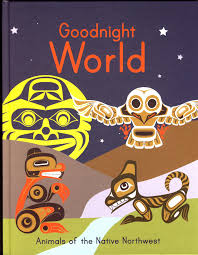 Goodnight
World
Animals of the Native Northwest